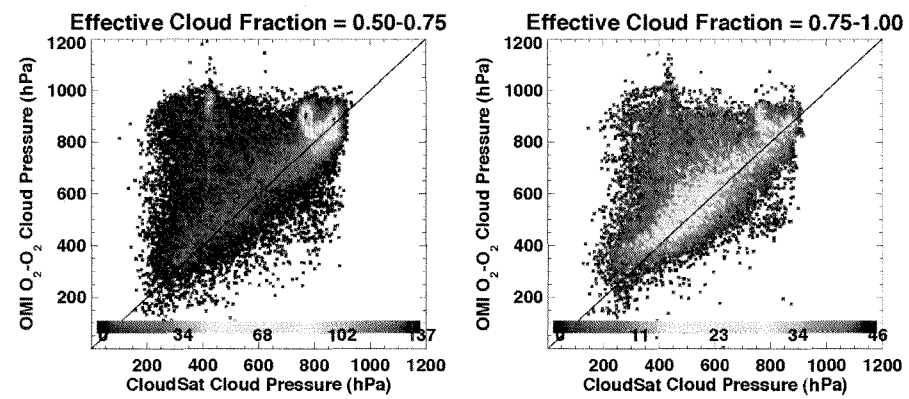 Effective Cloud Fraction = 0.50-0.75
1200
1000
800
600
400
200
OMI O2-O2 Cloud Pressure (hPa)
0 34 68 102 137
200 400 600 800 1000 1200
CloudSat Cloud Pressure (hPa)
Effective Cloud Fraction = 0.75-1.00
1200
1000
800
600
400
200
OMI O2-O2 Cloud Pressure (hPa)
0 11 23 34 46
200 400 600 800 1000 1200
CloudSat Cloud Pressure (hPa)